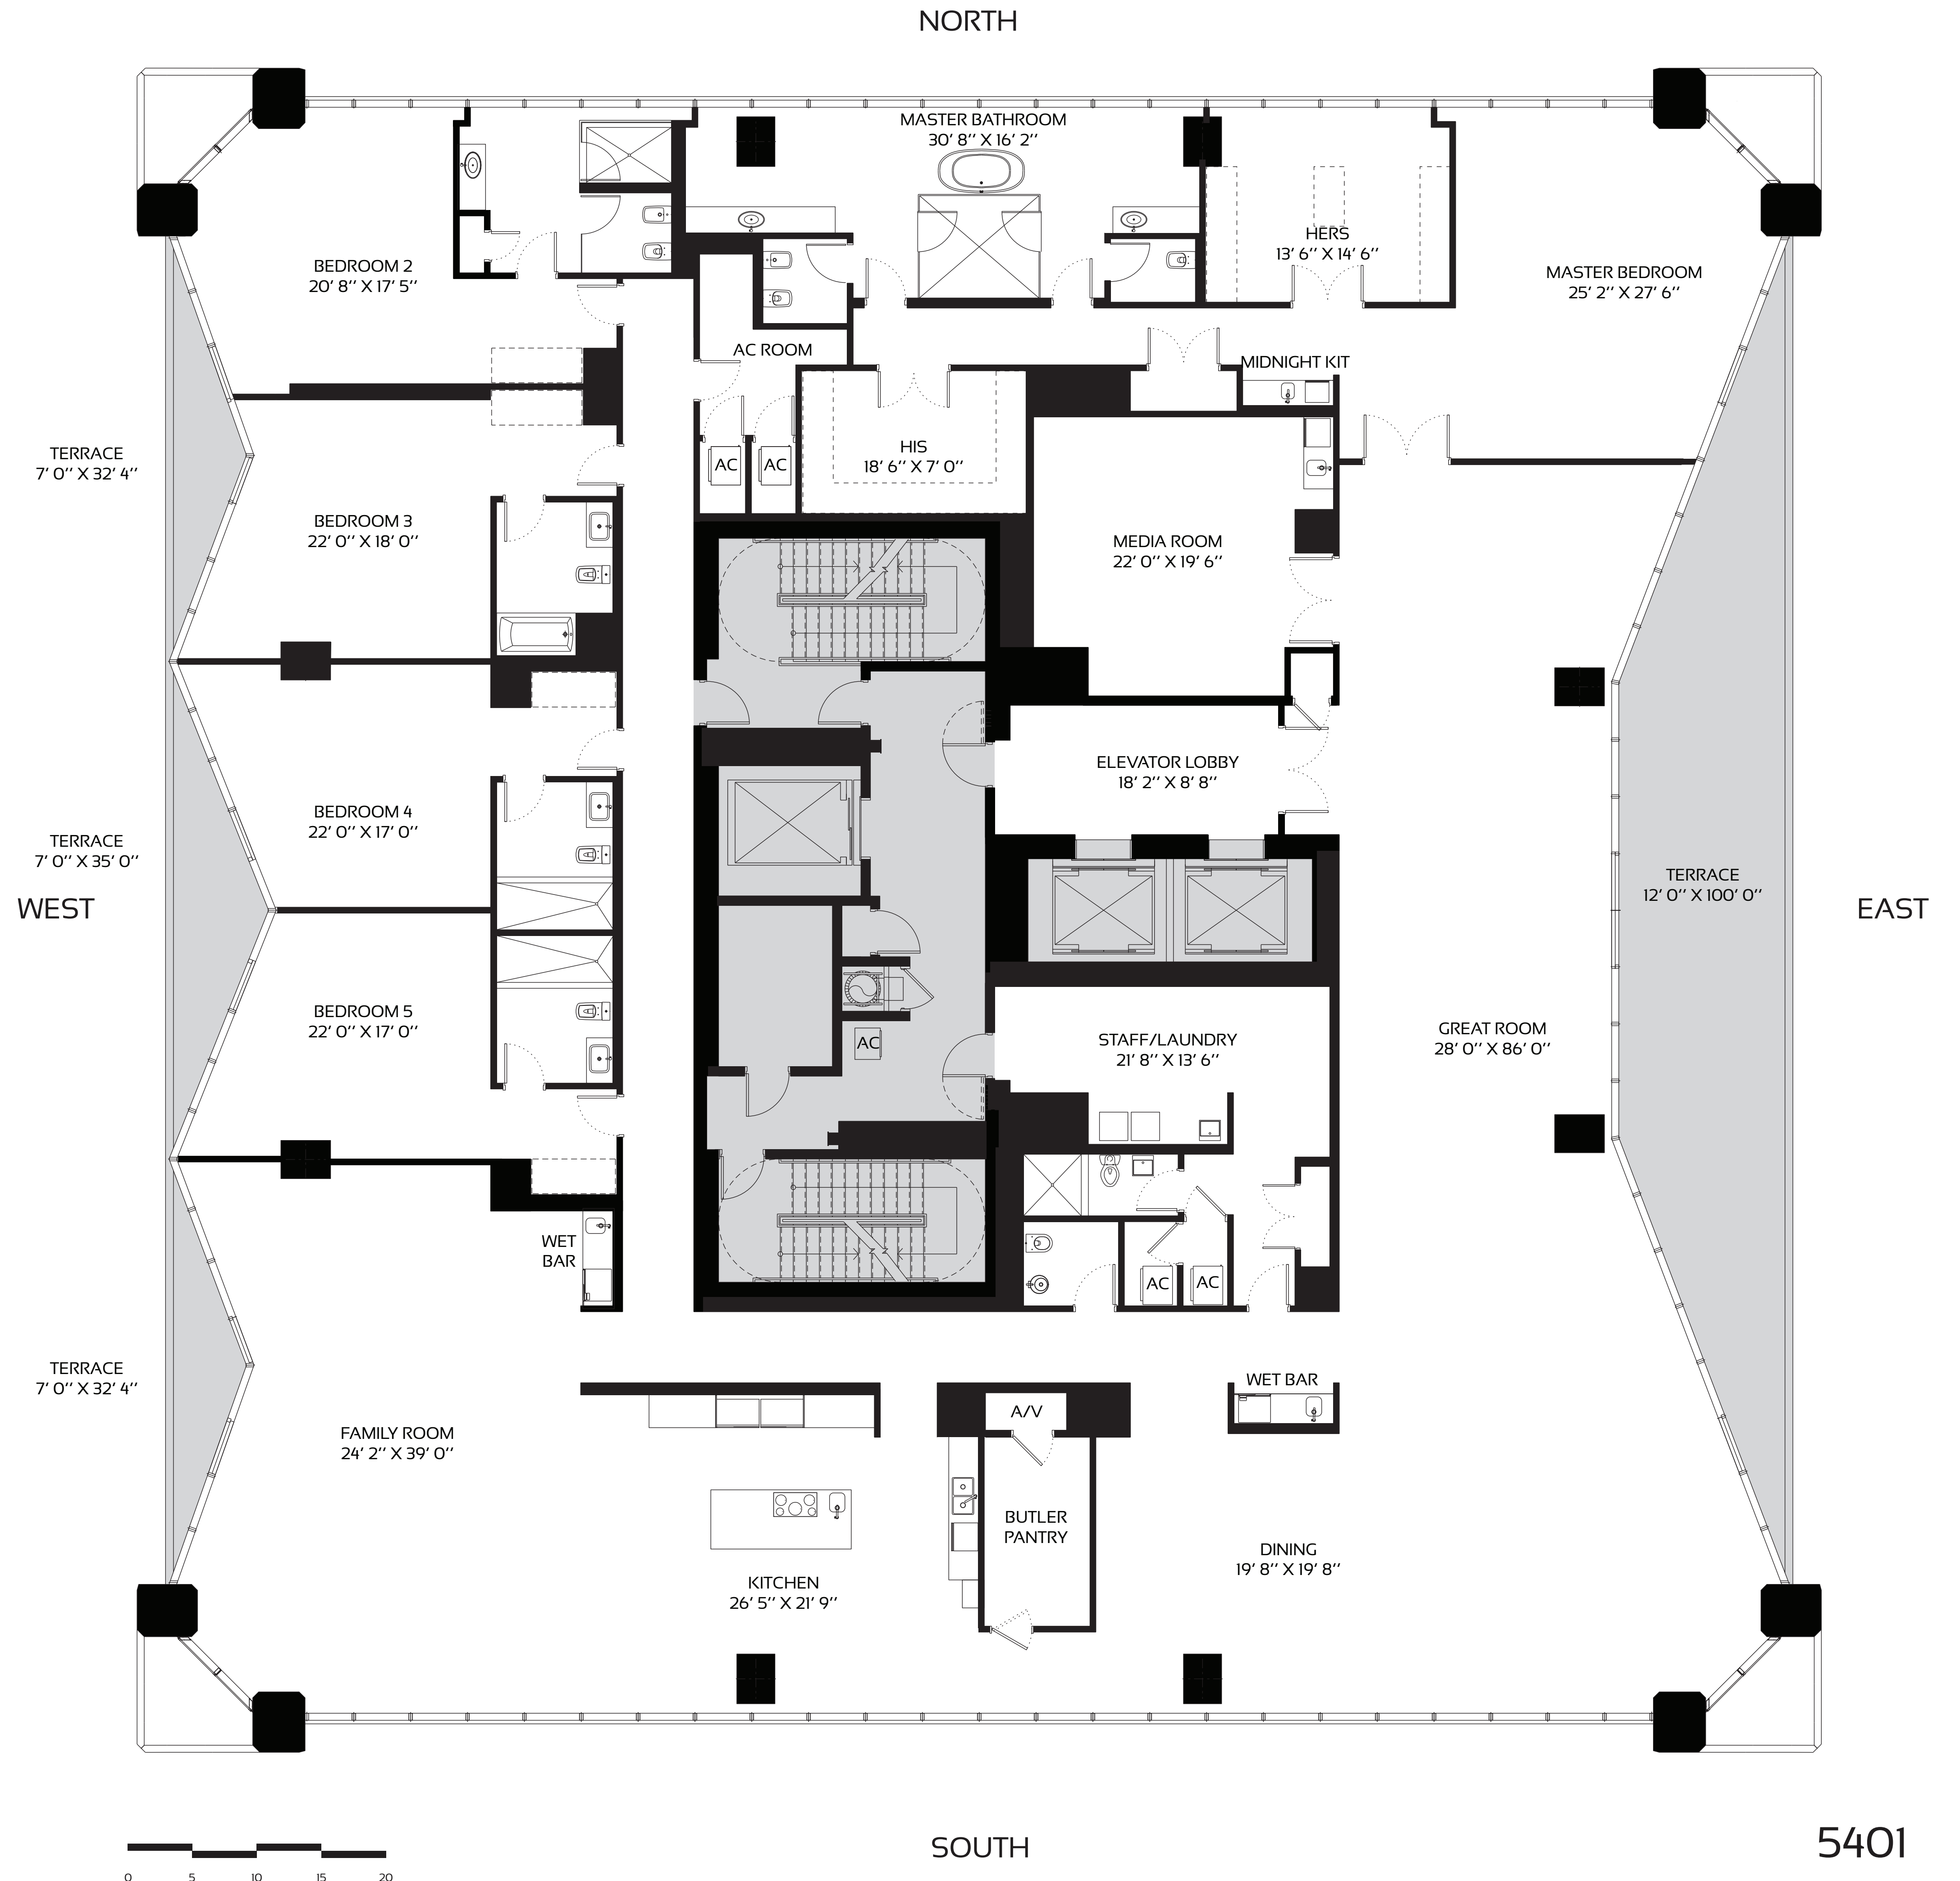 NORTH
MASTER BATHROOM
30' 8'' X 16' 2''
HERS
13' 6'' X 14' 6''
BEDROOM 2
20' 8'' X 17' 5''
MASTER BEDROOM
25' 2'' X 27' 6''
AC ROOM
MIDNIGHT KIT
TERRACE
7' 0'' X 32' 4''
HIS
18' 6'' X 7' 0''
AC
AC
BEDROOM 3
22' 0'' X 18' 0''
MEDIA ROOM
22' 0'' X 19' 6''
ELEVATOR LOBBY
18' 2'' X 8' 8''
BEDROOM 4
22' 0'' X 17' 0''
TERRACE
7' 0'' X 35' 0''
WEST
TERRACE
12' 0'' X 100' 0''
EAST
BEDROOM 5
22' 0'' X 17' 0''
AC
STAFF/LAUNDRY
21' 8'' X 13' 6''
GREAT ROOM
28' 0'' X 86' 0''
WET
BAR
AC
AC
TERRACE
7' 0'' X 32' 4''
WET BAR
A/V
FAMILY ROOM
24' 2'' X 39' 0''
BUTLER
PANTRY
DINING
19' 8'' X 19' 8''
KITCHEN
26' 5'' X 21' 9''
SOUTH
5401
0 5 10 15 20